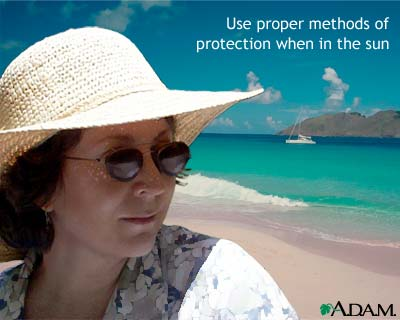 Use proper methods of
protection when in the sun
A.D.A.M.